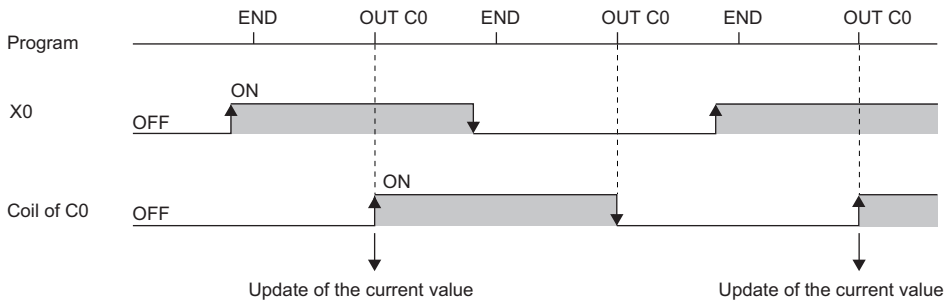 END OUT C0 END OUT C0 END OUT C0
Program
ON
X0
OFF
ON
Coil of C0
OFF
Update of the current value Update of the current value